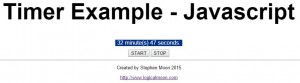 Timer Example - Javascript
32 minute(s) 47 seconds
START STOP
Created by Stephen Moon 2015
http://www.logicalmoon.com